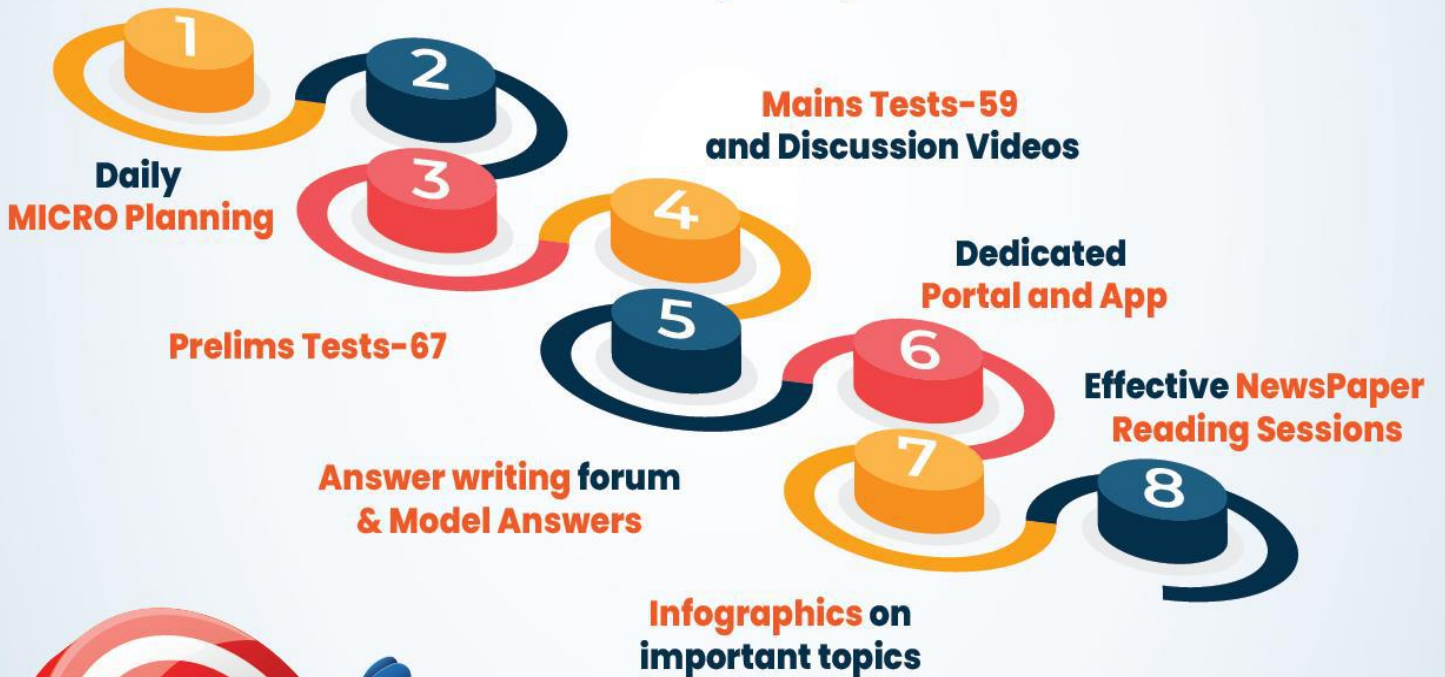 1
2
Mains Tests-59
and Discussion Videos
Daily
MICRO Planning
3
4
Dedicated
Portal and App
Prelims Tests-67
5
6
Effective NewsPaper
Reading Sessions
Answer writing forum
& Model Answers
7
8
Infographics on
important topics